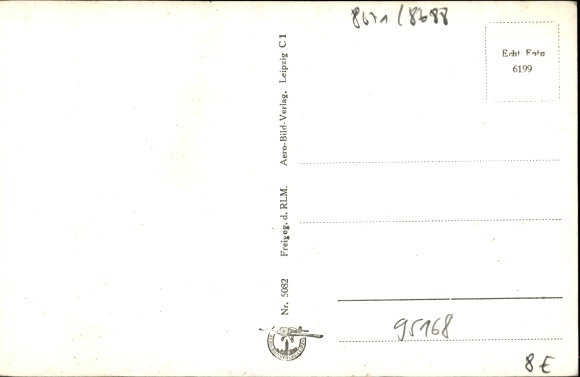 8671/8688
Echt Foto
6199
Nr. 5082 Freigeg. d. RLM. Aero-Bild-Verlag, Leipzig C 1
95168
8 E